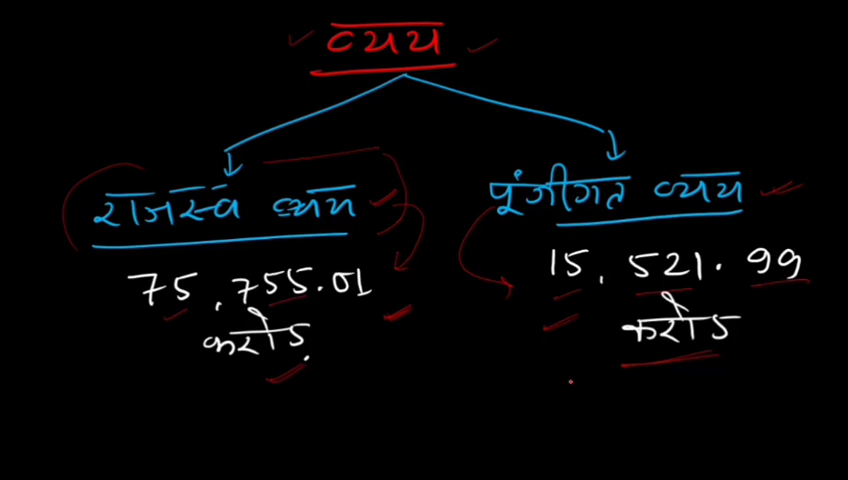 व्यय
राजस्व व्यय
पूंजीगत व्यय
75,755.01
करोड़
15,521.99
करोड